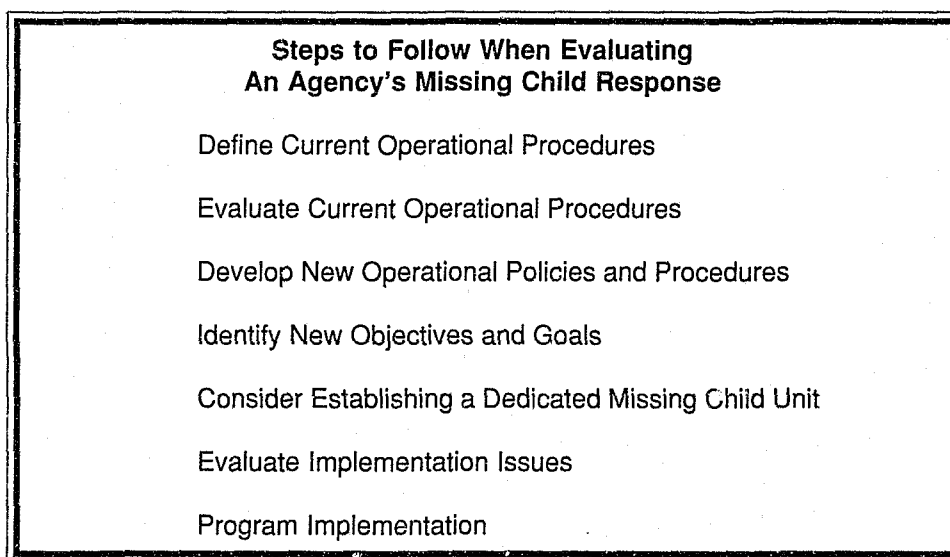 Steps to Follow When Evaluating
An Agency's Missing Child Response
Define Current Operational Procedures
Evaluate Current Operational Procedures
Develop New Operational Policies and Procedures
Identify New Objectives and Goals
Consider Establishing a Dedicated Missing Child Unit
Evaluate Implementation Issues
Program Implementation